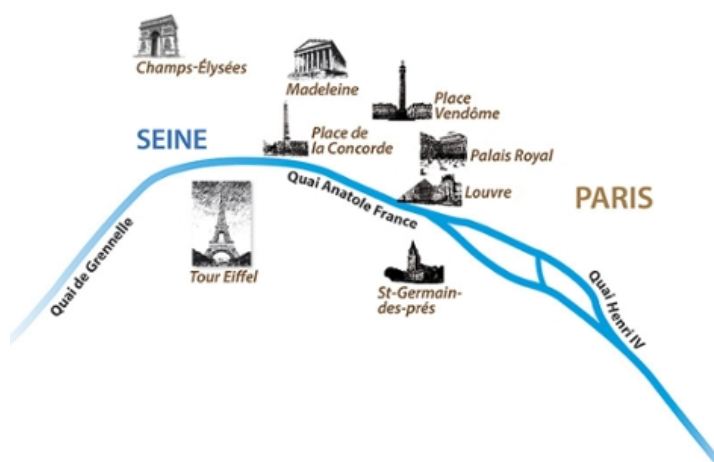 Champs-Élysées
Madeleine
Place
Vendôme
SEINE
Place de
la Concorde
Palais Royal
Quai Anatole France
Louvre
PARIS
Quai de Grennelle
Tour Eiffel
St-Germain-
des-prés
Quai Henri IV